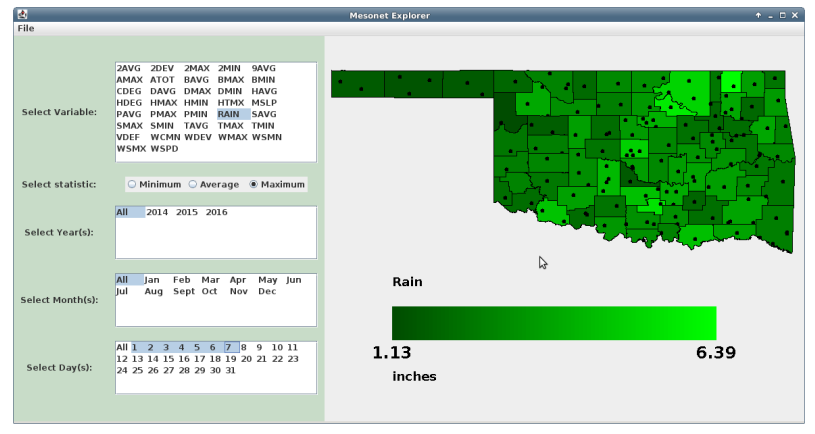 Mesonet Explorer
File
Select Variable:
2AVG 2DEV 2MAX 2MIN 9AVG
AMAX ATOT BAVG BMAX BMIN
CDEG DAVG DMAX DMIN HAVG
HDEG HMAX HMIN HTMX MSLP
PAVG PMAX PMIN RAIN SAVG
SMAX SMIN TAVG TMAX TMIN
VDEF WCMN WDEV WMAX WSMN
WSMX WSPD
Select statistic: Minimum Average Maximum
Select Year(s):
All 2014 2015 2016
Select Month(s):
All Jan Feb Mar Apr May Jun
Jul Aug Sept Oct Nov Dec
Select Day(s):
All 1 2 3 4 5 6 7 8 9 10 11
12 13 14 15 16 17 18 19 20 21 22 23
24 25 26 27 28 29 30 31
Rain
1.13 6.39
inches